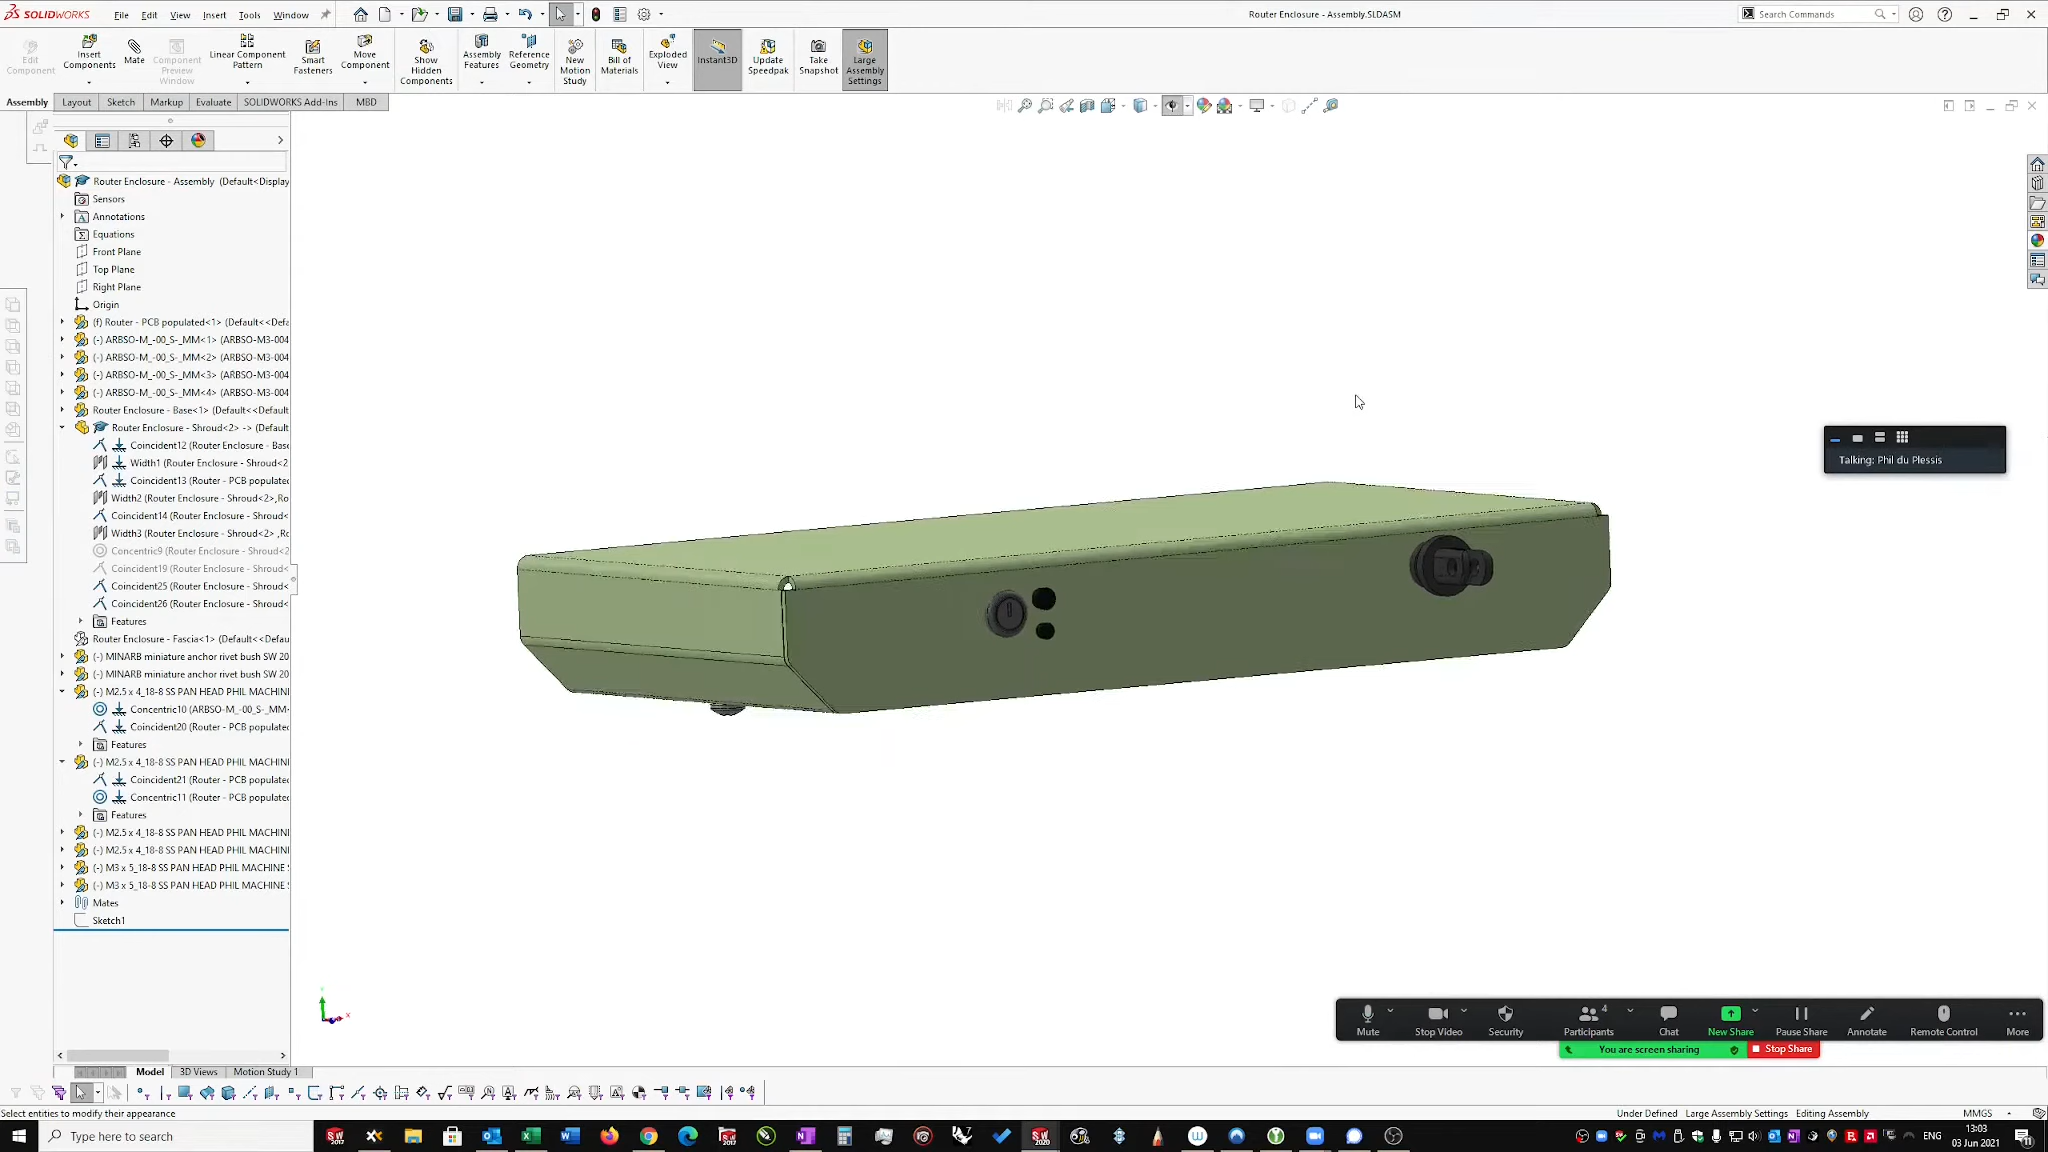 SOLIDWORKS File Edit View Insert Tools Window Router Enclosure - Assembly.SLDASM Search Commands
Edit Component
Insert Components
Mate
Component Preview Window
Linear Component Pattern
Smart Fasteners
Move Component
Show Hidden Components
Assembly Features
Reference Geometry
New Motion Study
Bill of Materials
Exploded View
Instant3D
Update Speedpak
Take Snapshot
Large Assembly Settings
Assembly Layout Sketch Markup Evaluate SOLIDWORKS Add-Ins MBD
Router Enclosure - Assembly (Default<Display
Sensors
Annotations
Equations
Front Plane
Top Plane
Right Plane
Origin
(f) Router - PCB populated<1> (Default<<Defa
(-) ARBSO-M_-00_S-_MM<1> (ARBSO-M3-004
(-) ARBSO-M_-00_S-_MM<2> (ARBSO-M3-004
(-) ARBSO-M_-00_S-_MM<3> (ARBSO-M3-004
(-) ARBSO-M_-00_S-_MM<4> (ARBSO-M3-004
Router Enclosure - Base<1> (Default<<Default
Router Enclosure - Shroud<2> -> (Default
Coincident12 (Router Enclosure - Base
Width1 (Router Enclosure - Shroud<2
Coincident13 (Router - PCB populated
Width2 (Router Enclosure - Shroud<2>,Ro
Coincident14 (Router Enclosure - Shroud<
Width3 (Router Enclosure - Shroud<2> ,Ro
Concentric9 (Router Enclosure - Shroud<2
Coincident19 (Router Enclosure - Shroud<
Coincident25 (Router Enclosure - Shroud<
Coincident26 (Router Enclosure - Shroud<
Features
Router Enclosure - Fascia<1> (Default<<Defau
(-) MINARB miniature anchor rivet bush SW 20
(-) MINARB miniature anchor rivet bush SW 20
(-) M2.5 x 4_18-8 SS PAN HEAD PHIL MACHINE
Concentric10 (ARBSO-M_-00_S-_MM<
Coincident20 (Router - PCB populated
Features
(-) M2.5 x 4_18-8 SS PAN HEAD PHIL MACHINE
Coincident21 (Router - PCB populated
Concentric11 (Router - PCB populated
Features
(-) M2.5 x 4_18-8 SS PAN HEAD PHIL MACHINE
(-) M2.5 x 4_18-8 SS PAN HEAD PHIL MACHINE
(-) M3 x 5_18-8 SS PAN HEAD PHIL MACHINE S
(-) M3 x 5_18-8 SS PAN HEAD PHIL MACHINE S
Mates
Sketch1
Talking: Phil du Plessis
Y
X
4
Mute Stop Video Security Participants Chat New Share Pause Share Annotate Remote Control More
You are screen sharing Stop Share
Model 3D Views Motion Study 1
Select entities to modify their appearance
Under Defined Large Assembly Settings Editing Assembly MMGS
Type here to search
ENG
13:03
03 Jun 2021